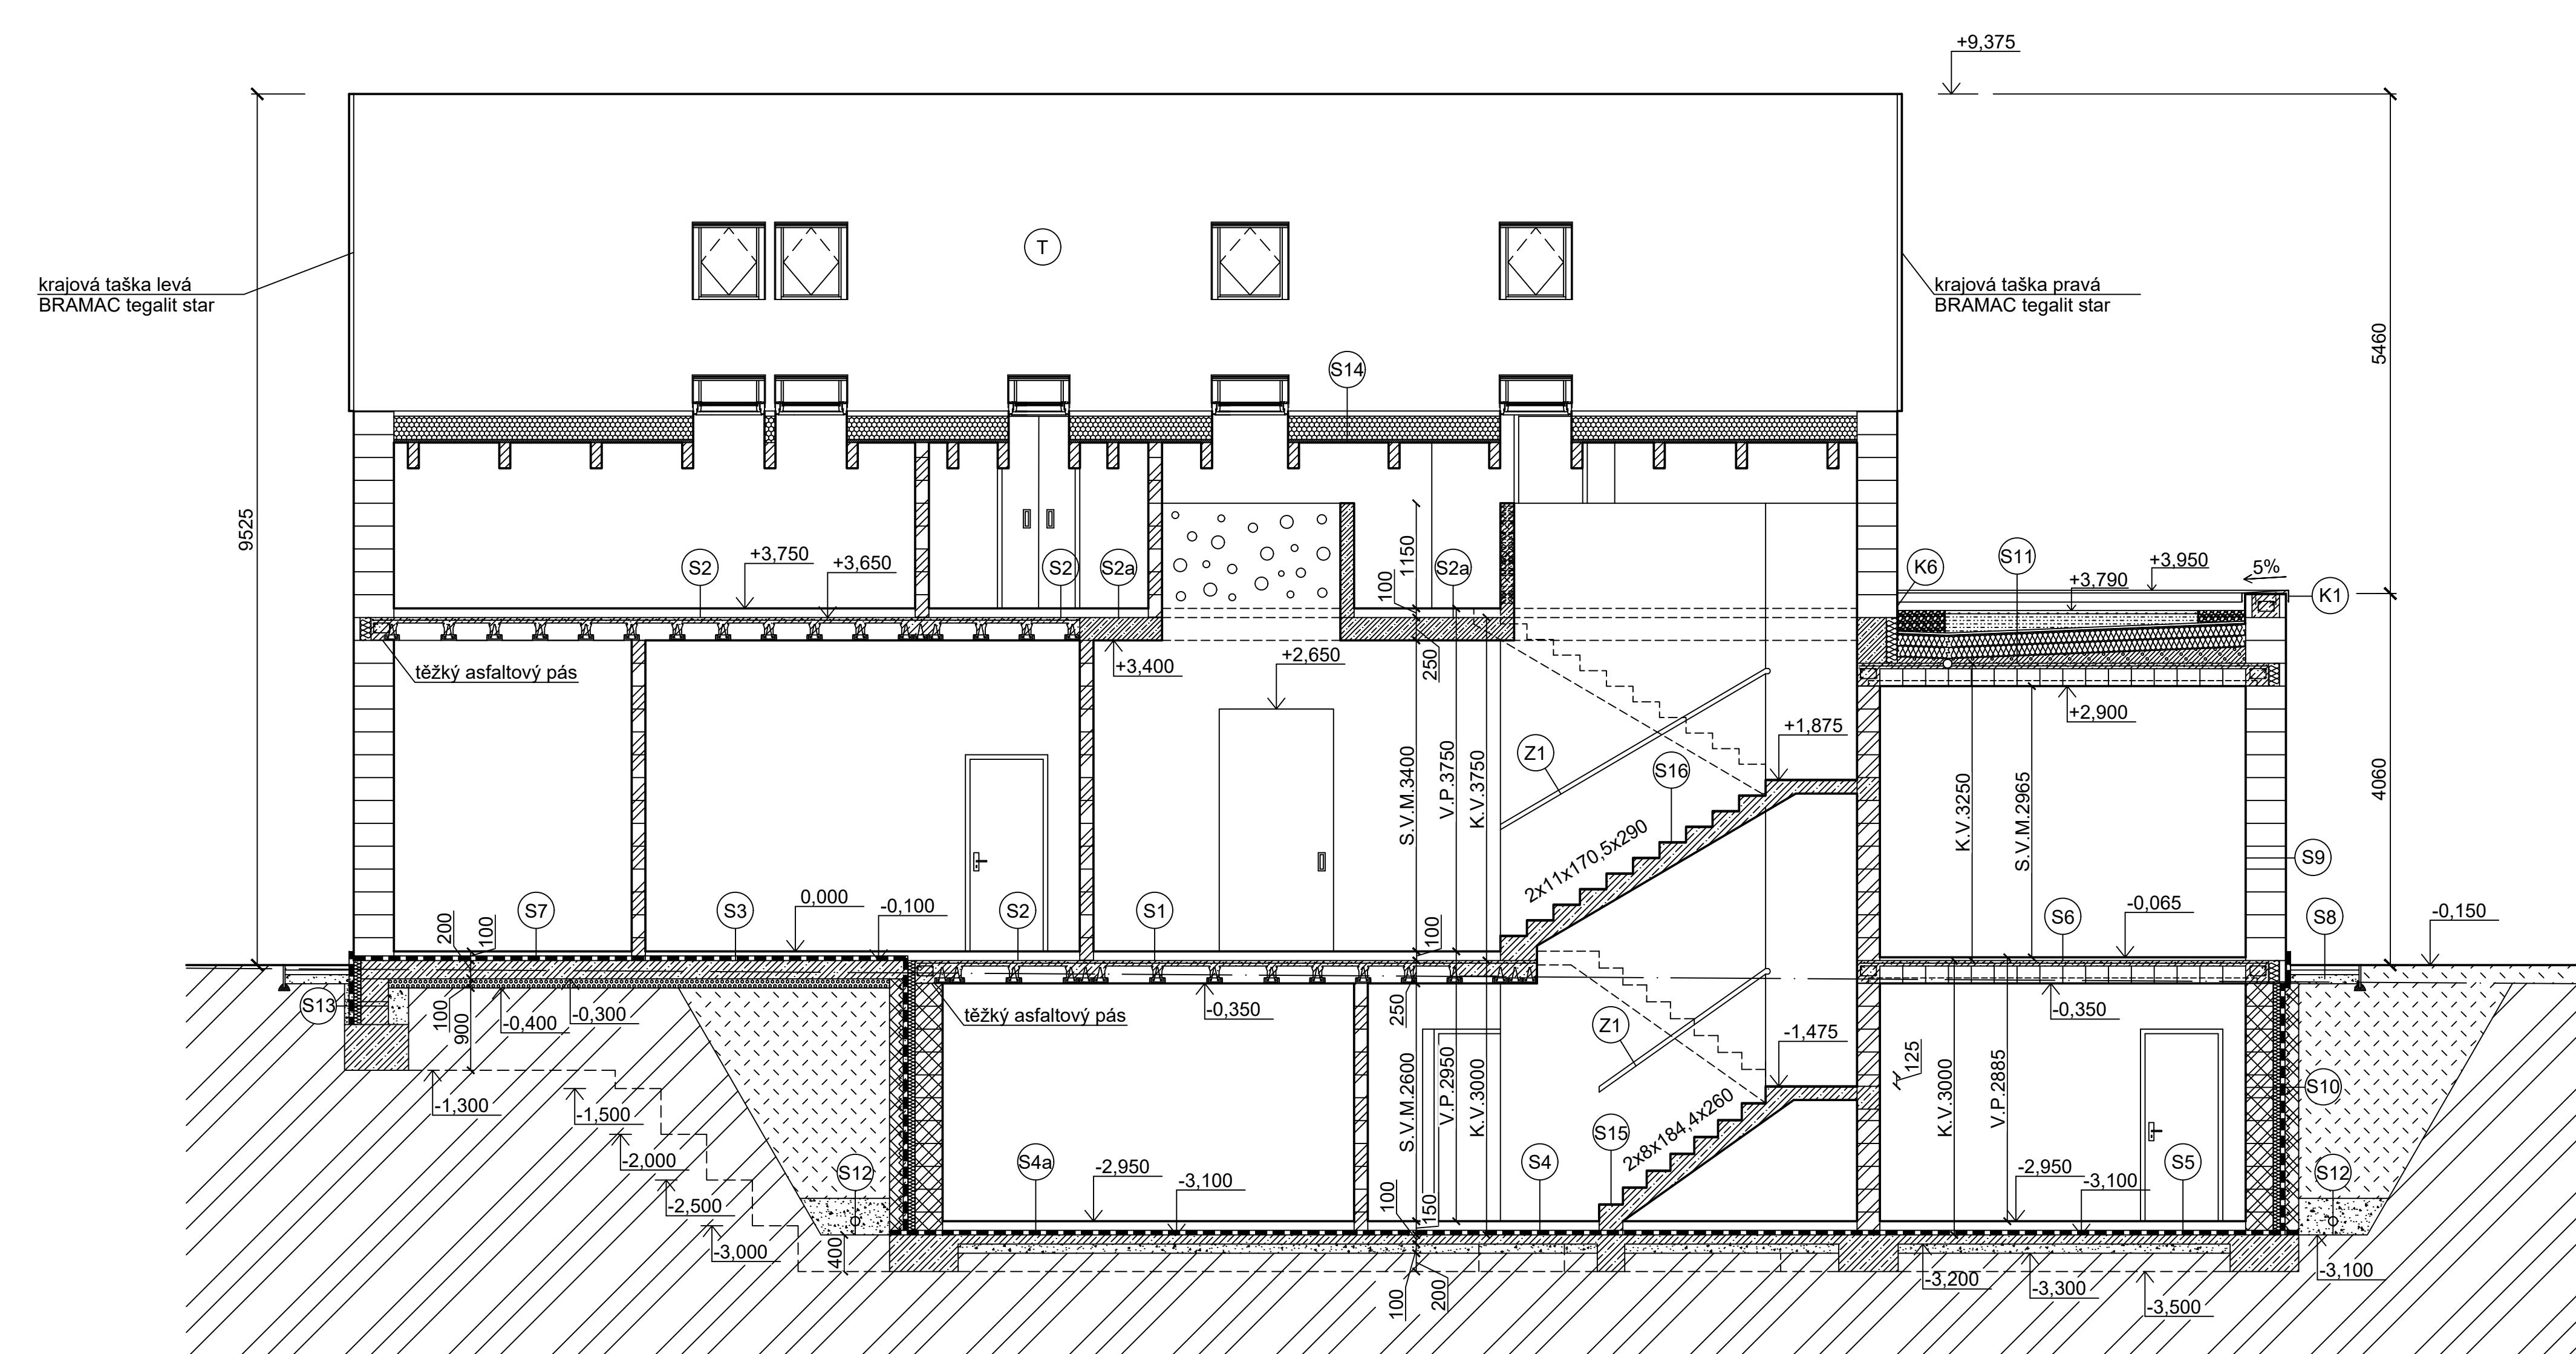 +9,375
krajová taška levá
BRAMAC tegalit star
T
krajová taška pravá
BRAMAC tegalit star
5460
S14
9525
1150
100
S2
+3,750
+3,650
S2
S2a
S2a
K6
S11
+3,950
+3,790
5%
K1
těžký asfaltový pás
+3,400
+2,650
250
+2,900
S.V.M.3400
V.P.3750
K.V.3750
Z1
S16
+1,875
2x11x170,5x290
K.V.3250
S.V.M.2965
4060
S9
200
100
S7
S3
0,000
-0,100
S2
S1
100
S6
-0,065
S8
-0,150
S13
100
900
-0,400
-0,300
těžký asfaltový pás
-0,350
250
Z1
-1,475
-0,350
125
-1,300
-1,500
-2,000
-2,500
-3,000
S.V.M.2600
V.P.2950
K.V.3000
S15
2x8x184,4x260
K.V.3000
V.P.2885
S10
S12
S4a
-2,950
-3,100
100
150
S4
-2,950
-3,100
S5
S12
400
100
200
-3,200
-3,300
-3,500
-3,100